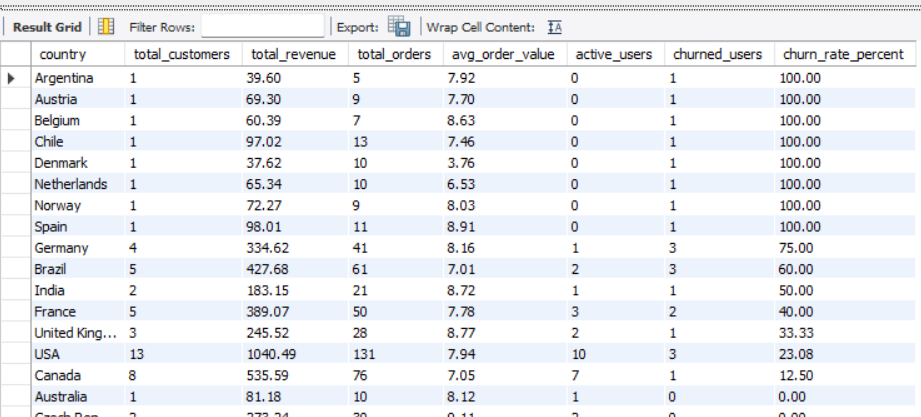 Result Grid Filter Rows: Export: Wrap Cell Content: IA
country total_customers total_revenue total_orders avg_order_value active_users churned_users churn_rate_percent
Argentina 1 39.60 5 7.92 0 1 100.00
Austria 1 69.30 9 7.70 0 1 100.00
Belgium 1 60.39 7 8.63 0 1 100.00
Chile 1 97.02 13 7.46 0 1 100.00
Denmark 1 37.62 10 3.76 0 1 100.00
Netherlands 1 65.34 10 6.53 0 1 100.00
Norway 1 72.27 9 8.03 0 1 100.00
Spain 1 98.01 11 8.91 0 1 100.00
Germany 4 334.62 41 8.16 1 3 75.00
Brazil 5 427.68 61 7.01 2 3 60.00
India 2 183.15 21 8.72 1 1 50.00
France 5 389.07 50 7.78 3 2 40.00
United King... 3 245.52 28 8.77 2 1 33.33
USA 13 1040.49 131 7.94 10 3 23.08
Canada 8 535.59 76 7.05 7 1 12.50
Australia 1 81.18 10 8.12 1 0 0.00